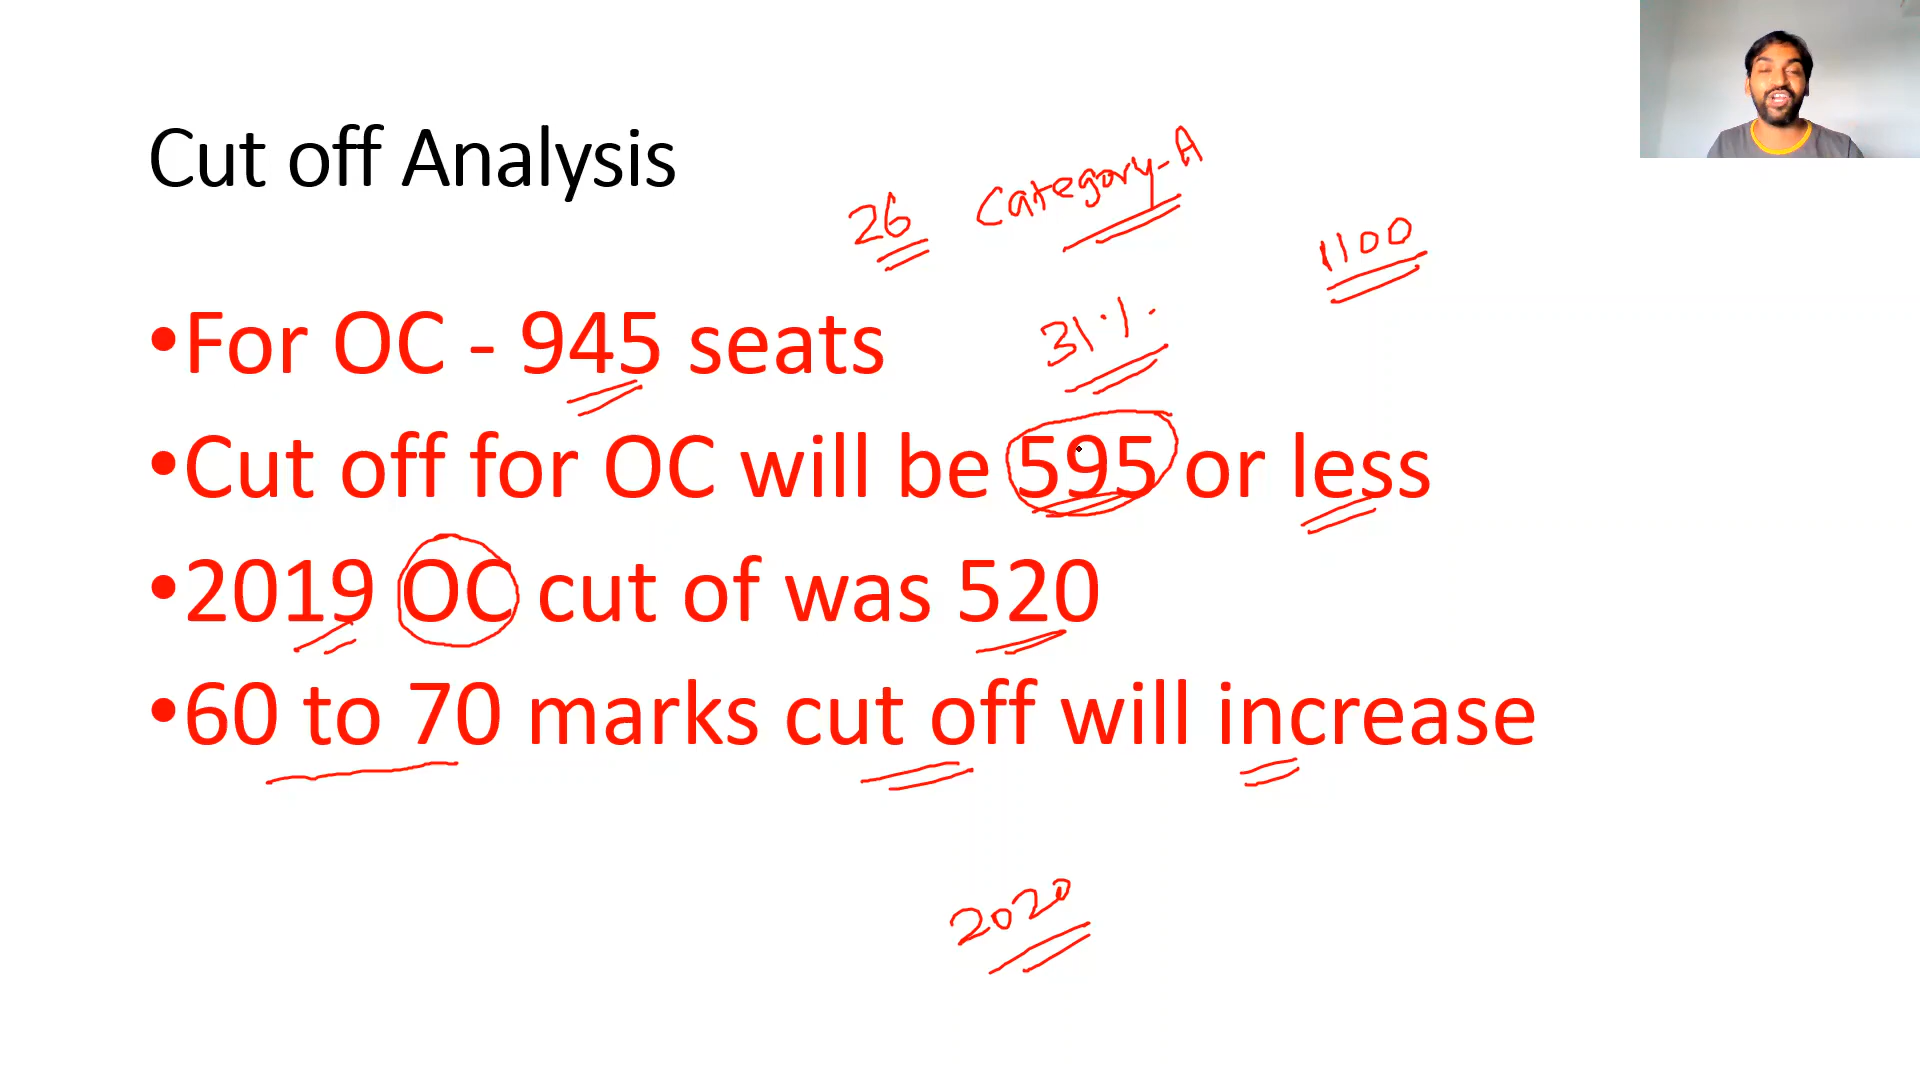 Cut off Analysis
26 Category-A
1100
•For OC - 945 seats
31%
•Cut off for OC will be 595 or less
•2019 OC cut of was 520
•60 to 70 marks cut off will increase
2020